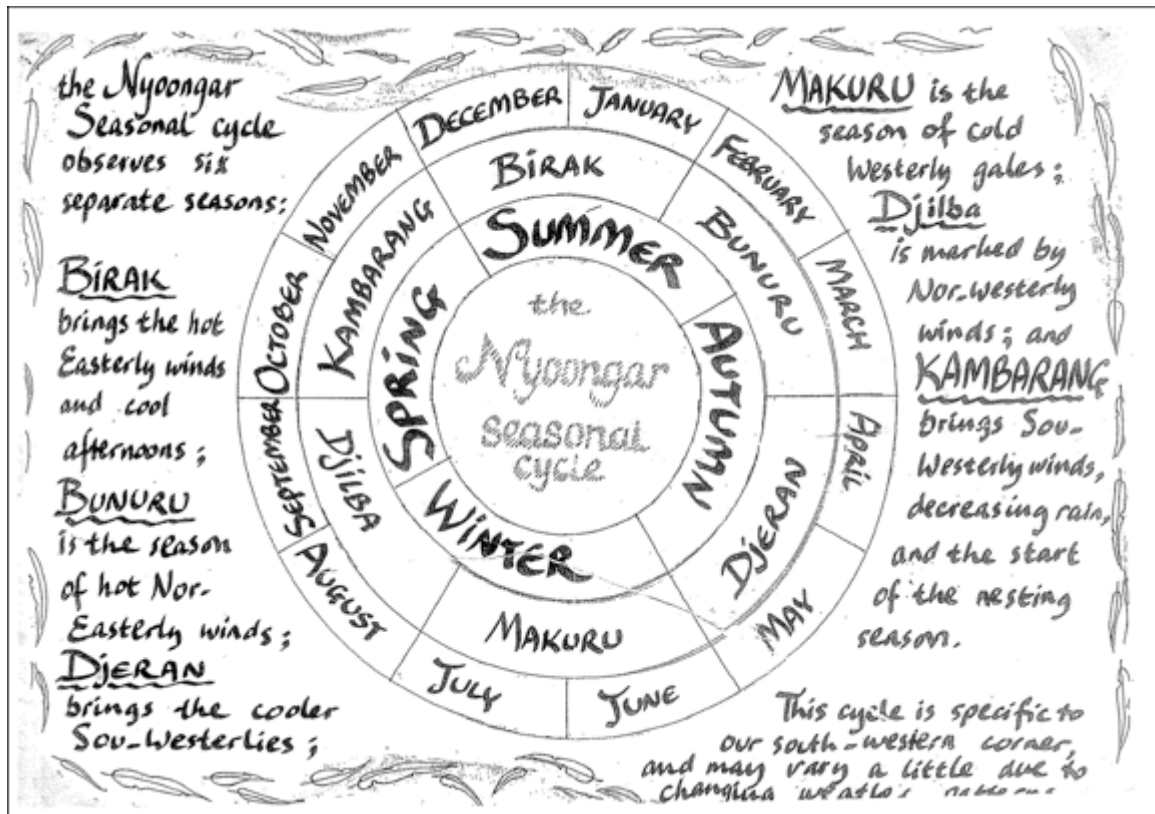 the Nyoongar
Seasonal cycle
observes six
separate seasons;
BIRAK
brings the hot
Easterly winds
and cool
afternoons;
BUNURU
is the season
of hot Nor-
Easterly winds;
DJERAN
brings the cooler
Sou-Westerlies;
DECEMBER
JANUARY
FEBRUARY
MARCH
APRIL
MAY
JUNE
JULY
AUGUST
SEPTEMBER
OCTOBER
NOVEMBER
BIRAK
BUNURU
DJERAN
MAKURU
DJILBA
KAMBARANG
SUMMER
AUTUMN
WINTER
SPRING
the
Nyoongar
seasonal
cycle
MAKURU is the
season of cold
Westerly gales;
Djilba
is marked by
Nor-Westerly
winds; and
KAMBARANG
brings Sou-
Westerly winds,
decreasing rain,
and the start
of the nesting
season.
This cycle is specific to
our south-western corner,
and may vary a little due to
changing weather patterns